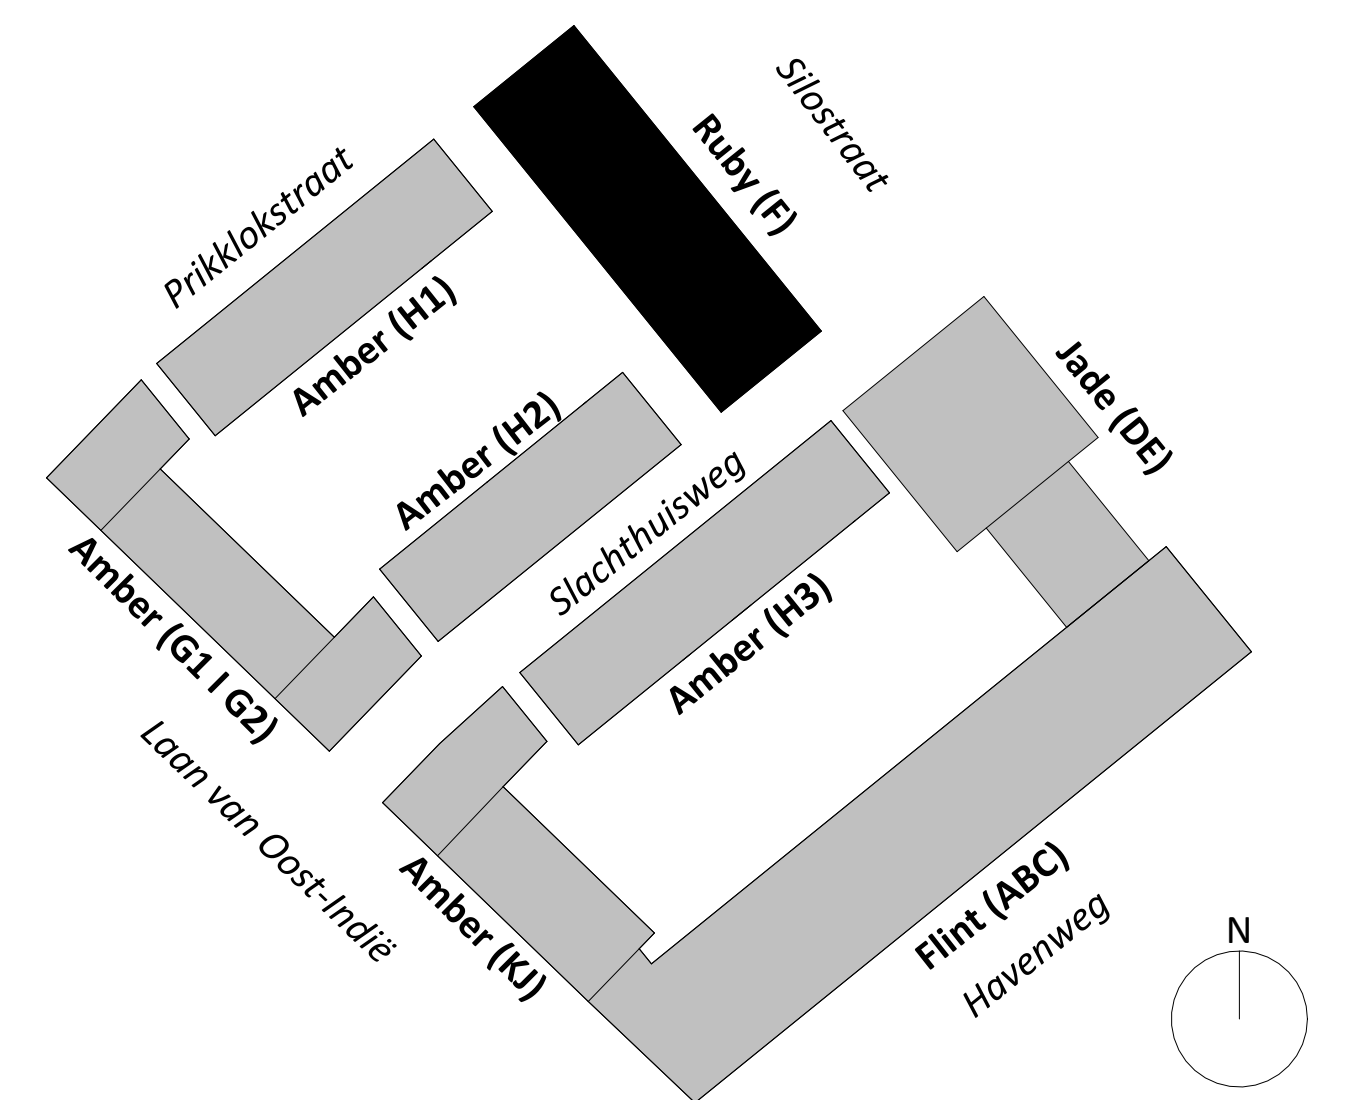 Silostraat
Ruby (F)
Prikklokstraat
Amber (H1)
Jade (DE)
Amber (H2)
Slachthuisweg
Amber (H3)
Amber (G1 I G2)
Laan van Oost-Indië
Amber (KJ)
Flint (ABC)
Havenweg
N